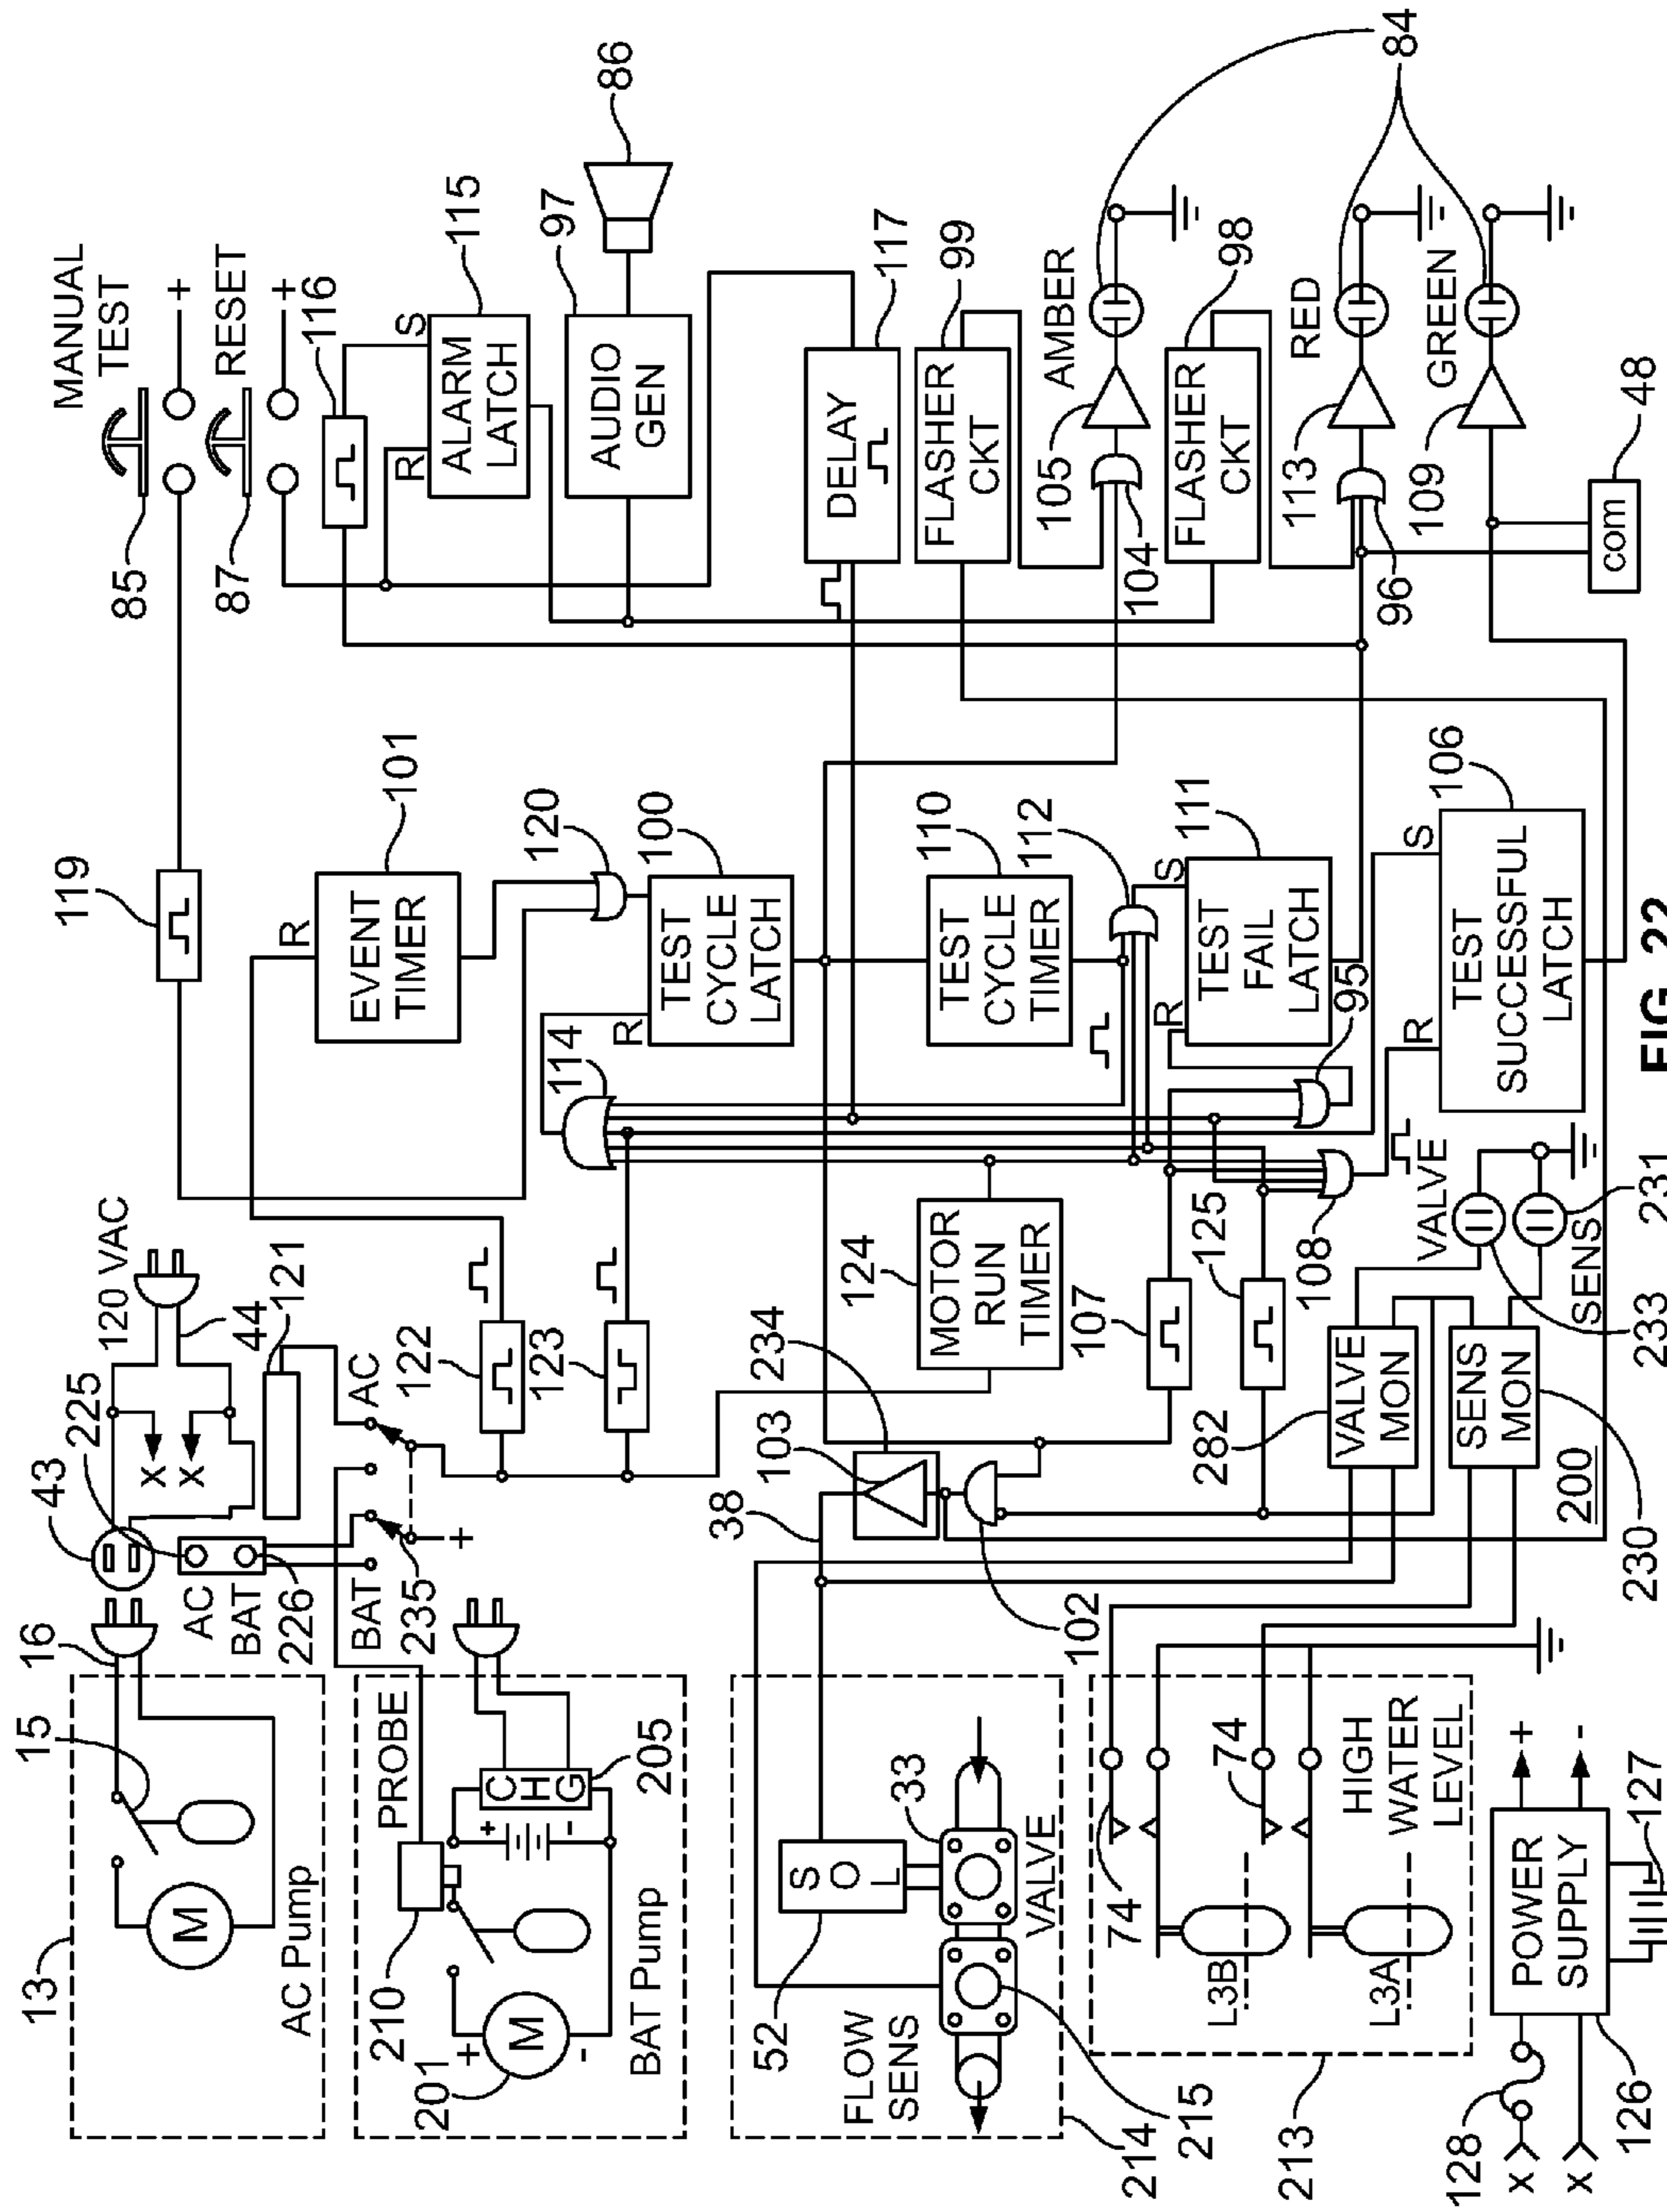 MANUAL
TEST
85
+
RESET
87
+
116
S
R
ALARM
LATCH
115
AUDIO
GEN
97
86
DELAY
117
FLASHER
CKT
99
AMBER
105
104
FLASHER
CKT
98
RED
113
96
GREEN
109
84
com
48
119
R
EVENT
TIMER
101
120
114
R
TEST
CYCLE
LATCH
100
TEST
CYCLE
TIMER
110
112
S
R
TEST
FAIL
LATCH
111
95
R
S
TEST
SUCCESSFUL
LATCH
106
108
120 VAC
44
43
225
X
X
121
AC
BAT
226
BAT
AC
235
+
122
123
MOTOR
RUN
TIMER
124
234
103
38
102
107
125
VALVE
MON
282
SENS
MON
230
200
VALVE
SENS
233
231
13
15
16
M
AC Pump
PROBE
210
201
+
M
-
+
-
C
H
G
205
BAT Pump
S
O
L
52
33
VALVE
FLOW
SENS
214
215
74
74
L3B
L3A
HIGH
WATER
LEVEL
213
128
X
X
POWER
SUPPLY
+
-
126
127
FIG. 22